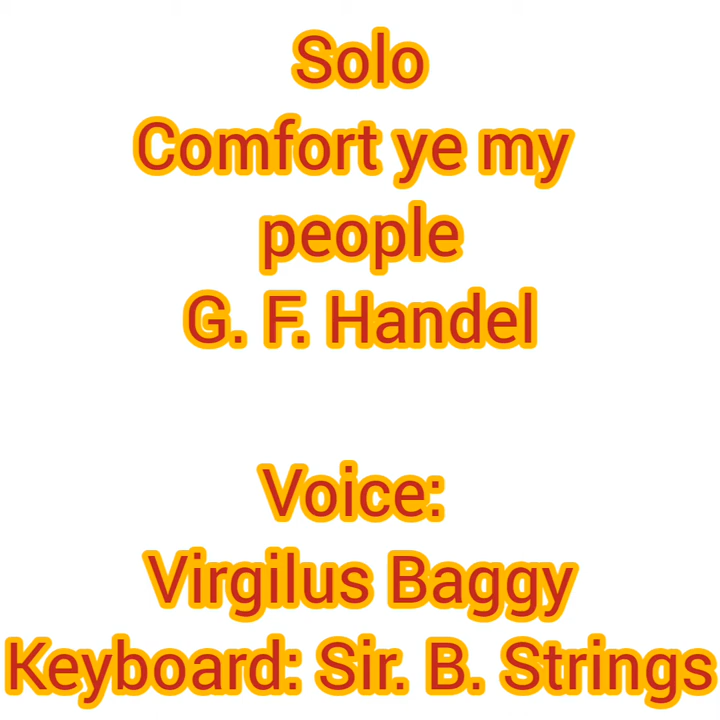 Solo
Comfort ye my
people
G. F. Handel
Voice:
Virgilus Baggy
Keyboard: Sir. B. Strings